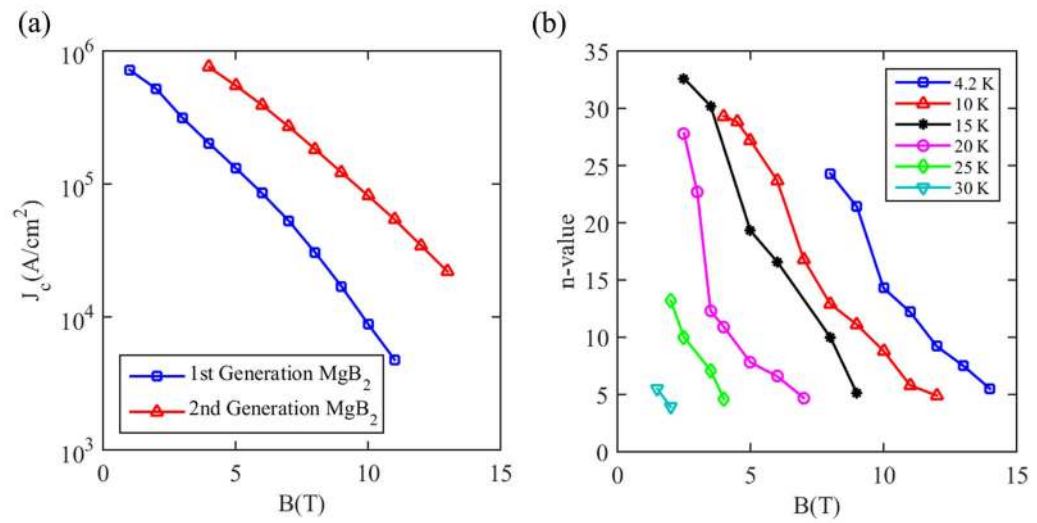 (a)
10^6
10^5
10^4
10^3
J_c(A/cm^2)
0
5
10
15
B(T)
1st Generation MgB_2
2nd Generation MgB_2
(b)
35
30
25
20
15
10
5
0
n-value
0
5
10
15
B(T)
4.2 K
10 K
15 K
20 K
25 K
30 K